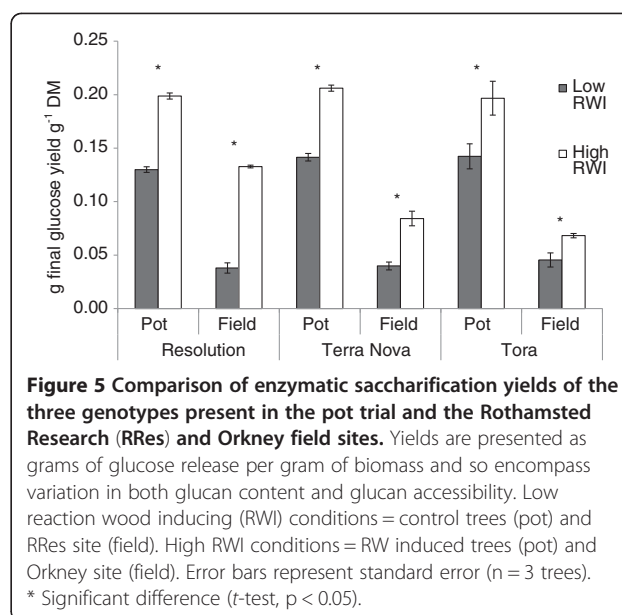 g final glucose yield g⁻¹ DM
0.25
0.20
0.15
0.10
0.05
0.00
*
*
*
*
*
*
Low
RWI
High
RWI
Pot Field Pot Field Pot Field
Resolution Terra Nova Tora
Figure 5 Comparison of enzymatic saccharification yields of the
three genotypes present in the pot trial and the Rothamsted
Research (RRes) and Orkney field sites. Yields are presented as
grams of glucose release per gram of biomass and so encompass
variation in both glucan content and glucan accessibility. Low
reaction wood inducing (RWI) conditions = control trees (pot) and
RRes site (field). High RWI conditions = RW induced trees (pot) and
Orkney site (field). Error bars represent standard error (n = 3 trees).
* Significant difference (t-test, p < 0.05).